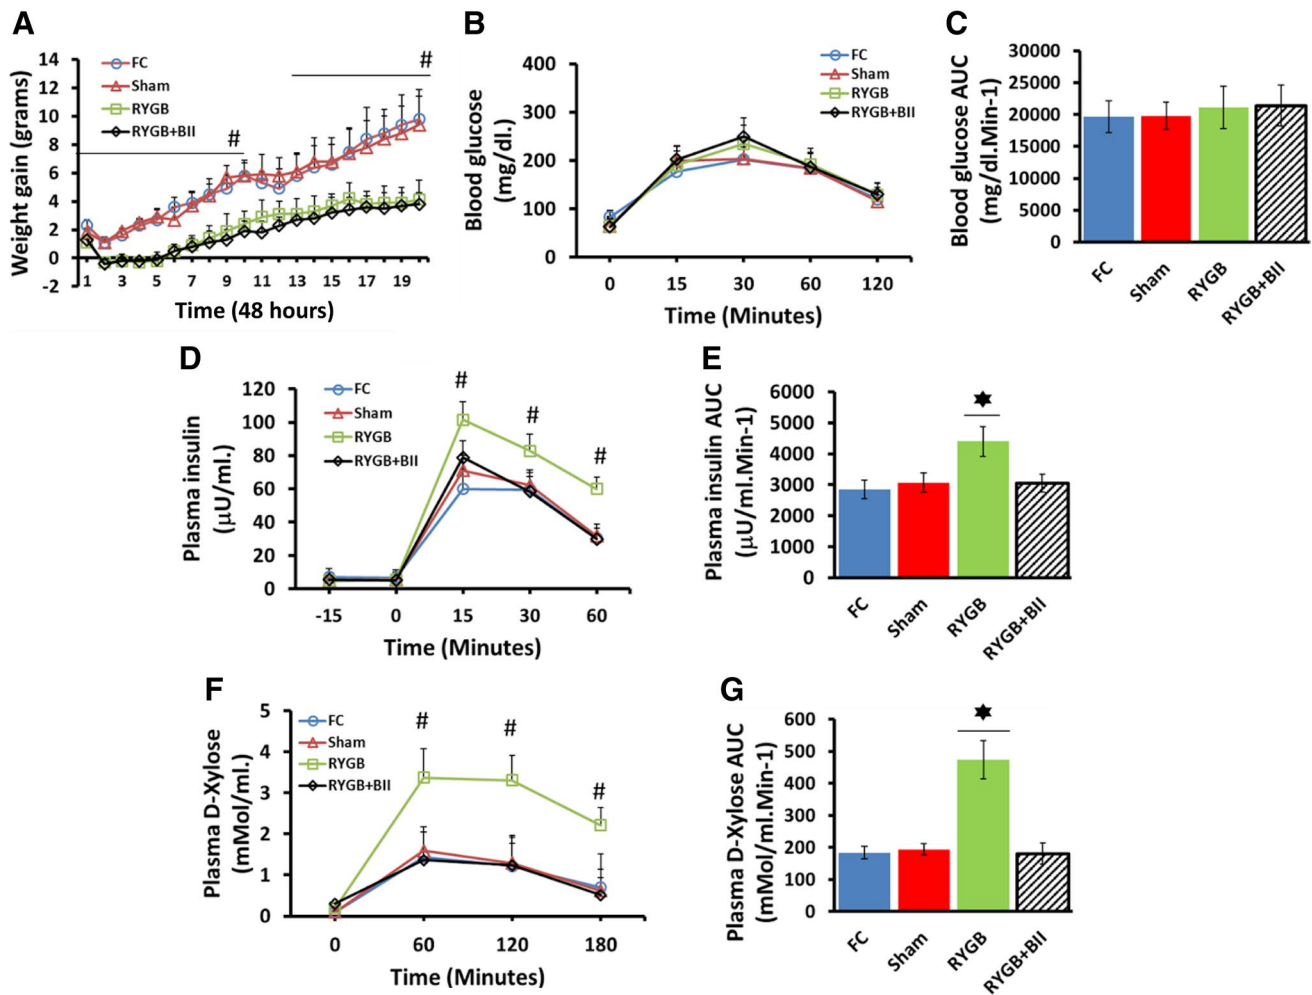 A
Weight gain (grams)
14
12
10
8
6
4
2
0
-2
FC
Sham
RYGB
RYGB+BII
#
#
1 3 5 7 9 11 13 15 17 19
Time (48 hours)
B
Blood glucose
(mg/dl.)
400
300
200
100
0
FC
Sham
RYGB
RYGB+BII
0 15 30 60 120
Time (Minutes)
C
Blood glucose AUC
(mg/dl.Min-1)
30000
25000
20000
15000
10000
5000
0
FC
Sham
RYGB
RYGB+BII
D
Plasma insulin
(µU/ml.)
120
100
80
60
40
20
0
FC
Sham
RYGB
RYGB+BII
#
#
#
-15 0 15 30 60
Time (Minutes)
E
Plasma insulin AUC
(µU/ml.Min-1)
6000
5000
4000
3000
2000
1000
0
FC
Sham
RYGB
RYGB+BII
F
Plasma D-Xylose
(mMol/ml.)
5
4
3
2
1
0
FC
Sham
RYGB
RYGB+BII
#
#
#
0 60 120 180
Time (Minutes)
G
Plasma D-Xylose AUC
(mMol/ml.Min-1)
600
500
400
300
200
100
0
FC
Sham
RYGB
RYGB+BII